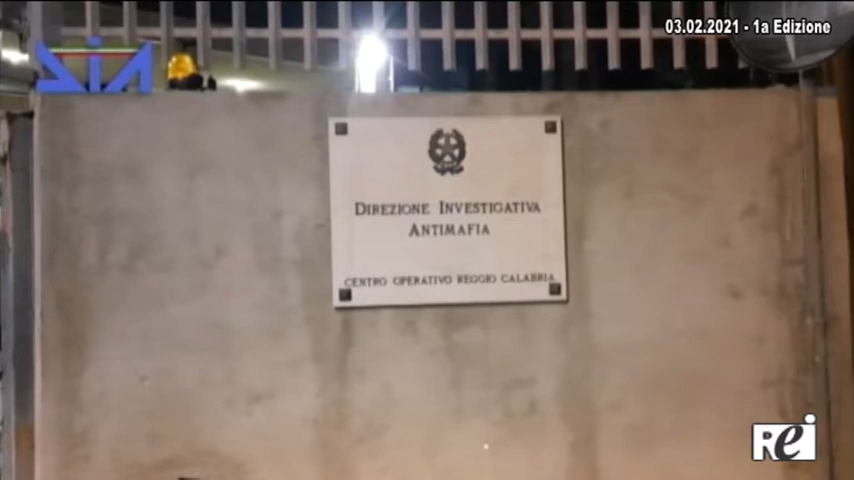 03.02.2021 - 1a Edizione
DIA
DIREZIONE INVESTIGATIVA
ANTIMAFIA
CENTRO OPERATIVO REGGIO CALABRIA
Rei